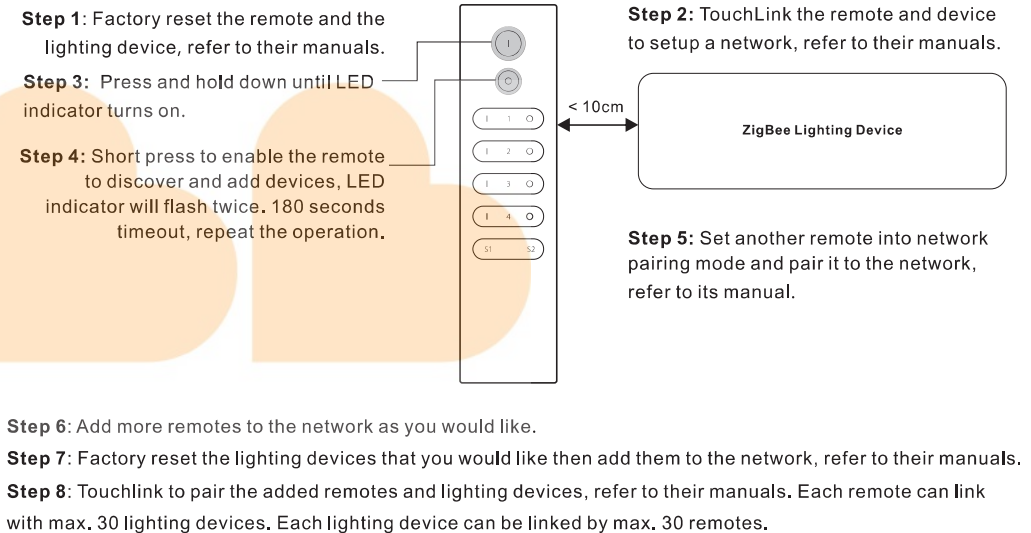 Step 1: Factory reset the remote and the
lighting device, refer to their manuals.
Step 3: Press and hold down until LED
indicator turns on.
Step 4: Short press to enable the remote
to discover and add devices, LED
indicator will flash twice. 180 seconds
timeout, repeat the operation.
I
I 1 O
I 2 O
I 3 O
I 4 O
S1 S2
< 10cm
Step 2: TouchLink the remote and device
to setup a network, refer to their manuals.
ZigBee Lighting Device
Step 5: Set another remote into network
pairing mode and pair it to the network,
refer to its manual.
Step 6: Add more remotes to the network as you would like.
Step 7: Factory reset the lighting devices that you would like then add them to the network, refer to their manuals.
Step 8: Touchlink to pair the added remotes and lighting devices, refer to their manuals. Each remote can link
with max. 30 lighting devices. Each lighting device can be linked by max. 30 remotes.